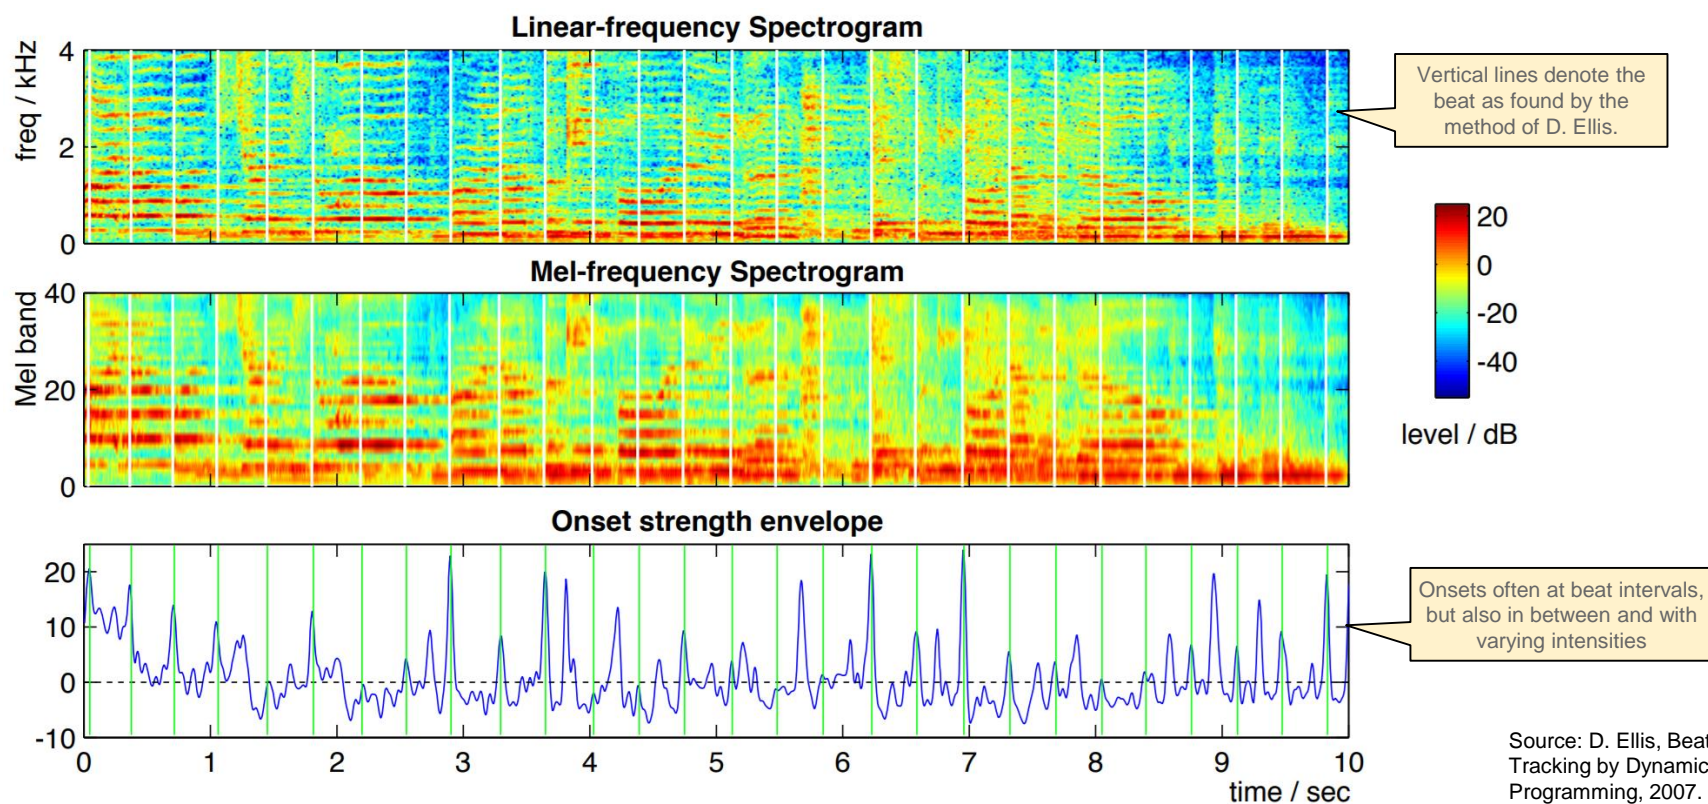 Linear-frequency Spectrogram
freq / kHz
4
2
0
Vertical lines denote the
beat as found by the
method of D. Ellis.
Mel-frequency Spectrogram
Mel band
40
20
0
20
0
-20
-40
level / dB
Onset strength envelope
20
10
0
-10
0 1 2 3 4 5 6 7 8 9 10
time / sec
Onsets often at beat intervals,
but also in between and with
varying intensities
Source: D. Ellis, Beat
Tracking by Dynamic
Programming, 2007.